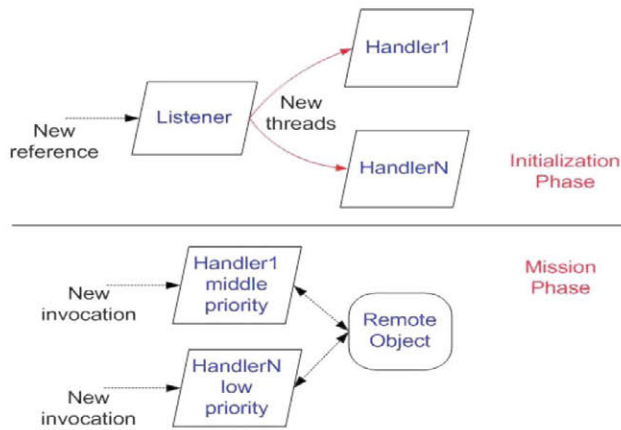 Handler1
Listener
New
threads
New
reference
HandlerN
Initialization
Phase
Handler1
middle
priority
Mission
Phase
New
invocation
Remote
Object
HandlerN
low
priority
New
invocation